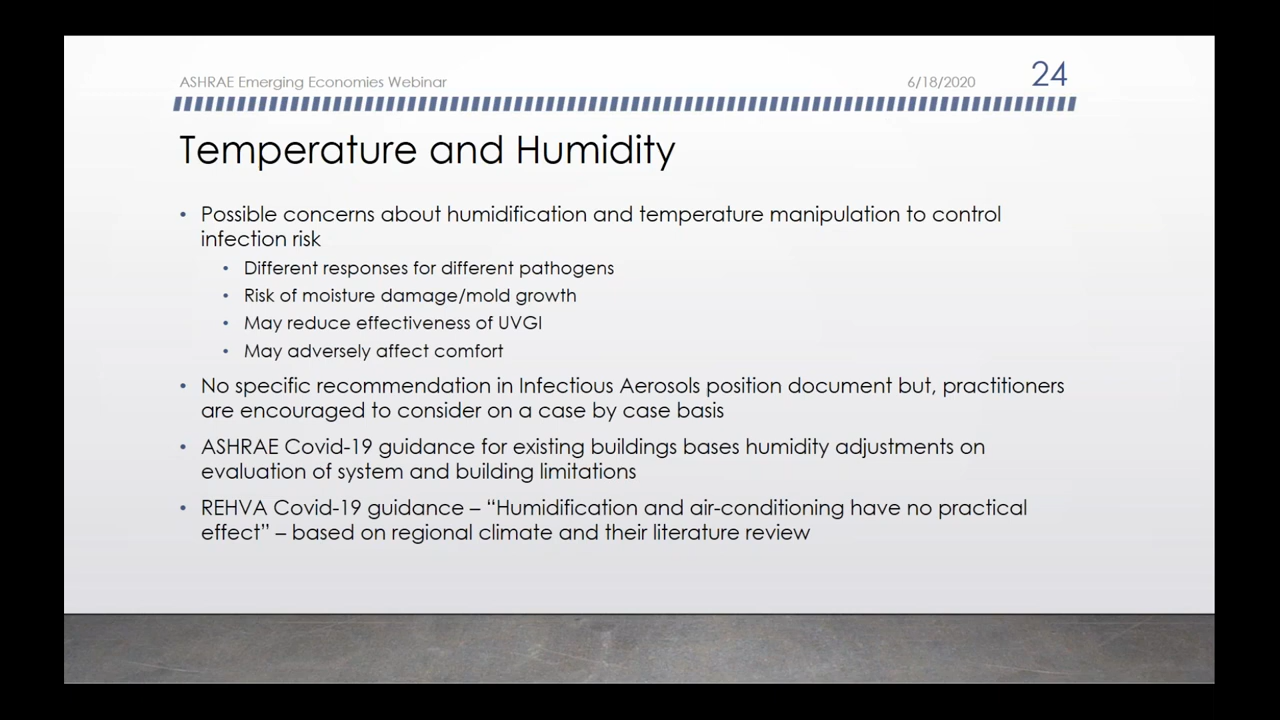 ASHRAE Emerging Economies Webinar
6/18/2020
24
Temperature and Humidity
• Possible concerns about humidification and temperature manipulation to control
infection risk
• Different responses for different pathogens
• Risk of moisture damage/mold growth
• May reduce effectiveness of UVGI
• May adversely affect comfort
• No specific recommendation in Infectious Aerosols position document but, practitioners
are encouraged to consider on a case by case basis
• ASHRAE Covid-19 guidance for existing buildings bases humidity adjustments on
evaluation of system and building limitations
• REHVA Covid-19 guidance – “Humidification and air-conditioning have no practical
effect” – based on regional climate and their literature review